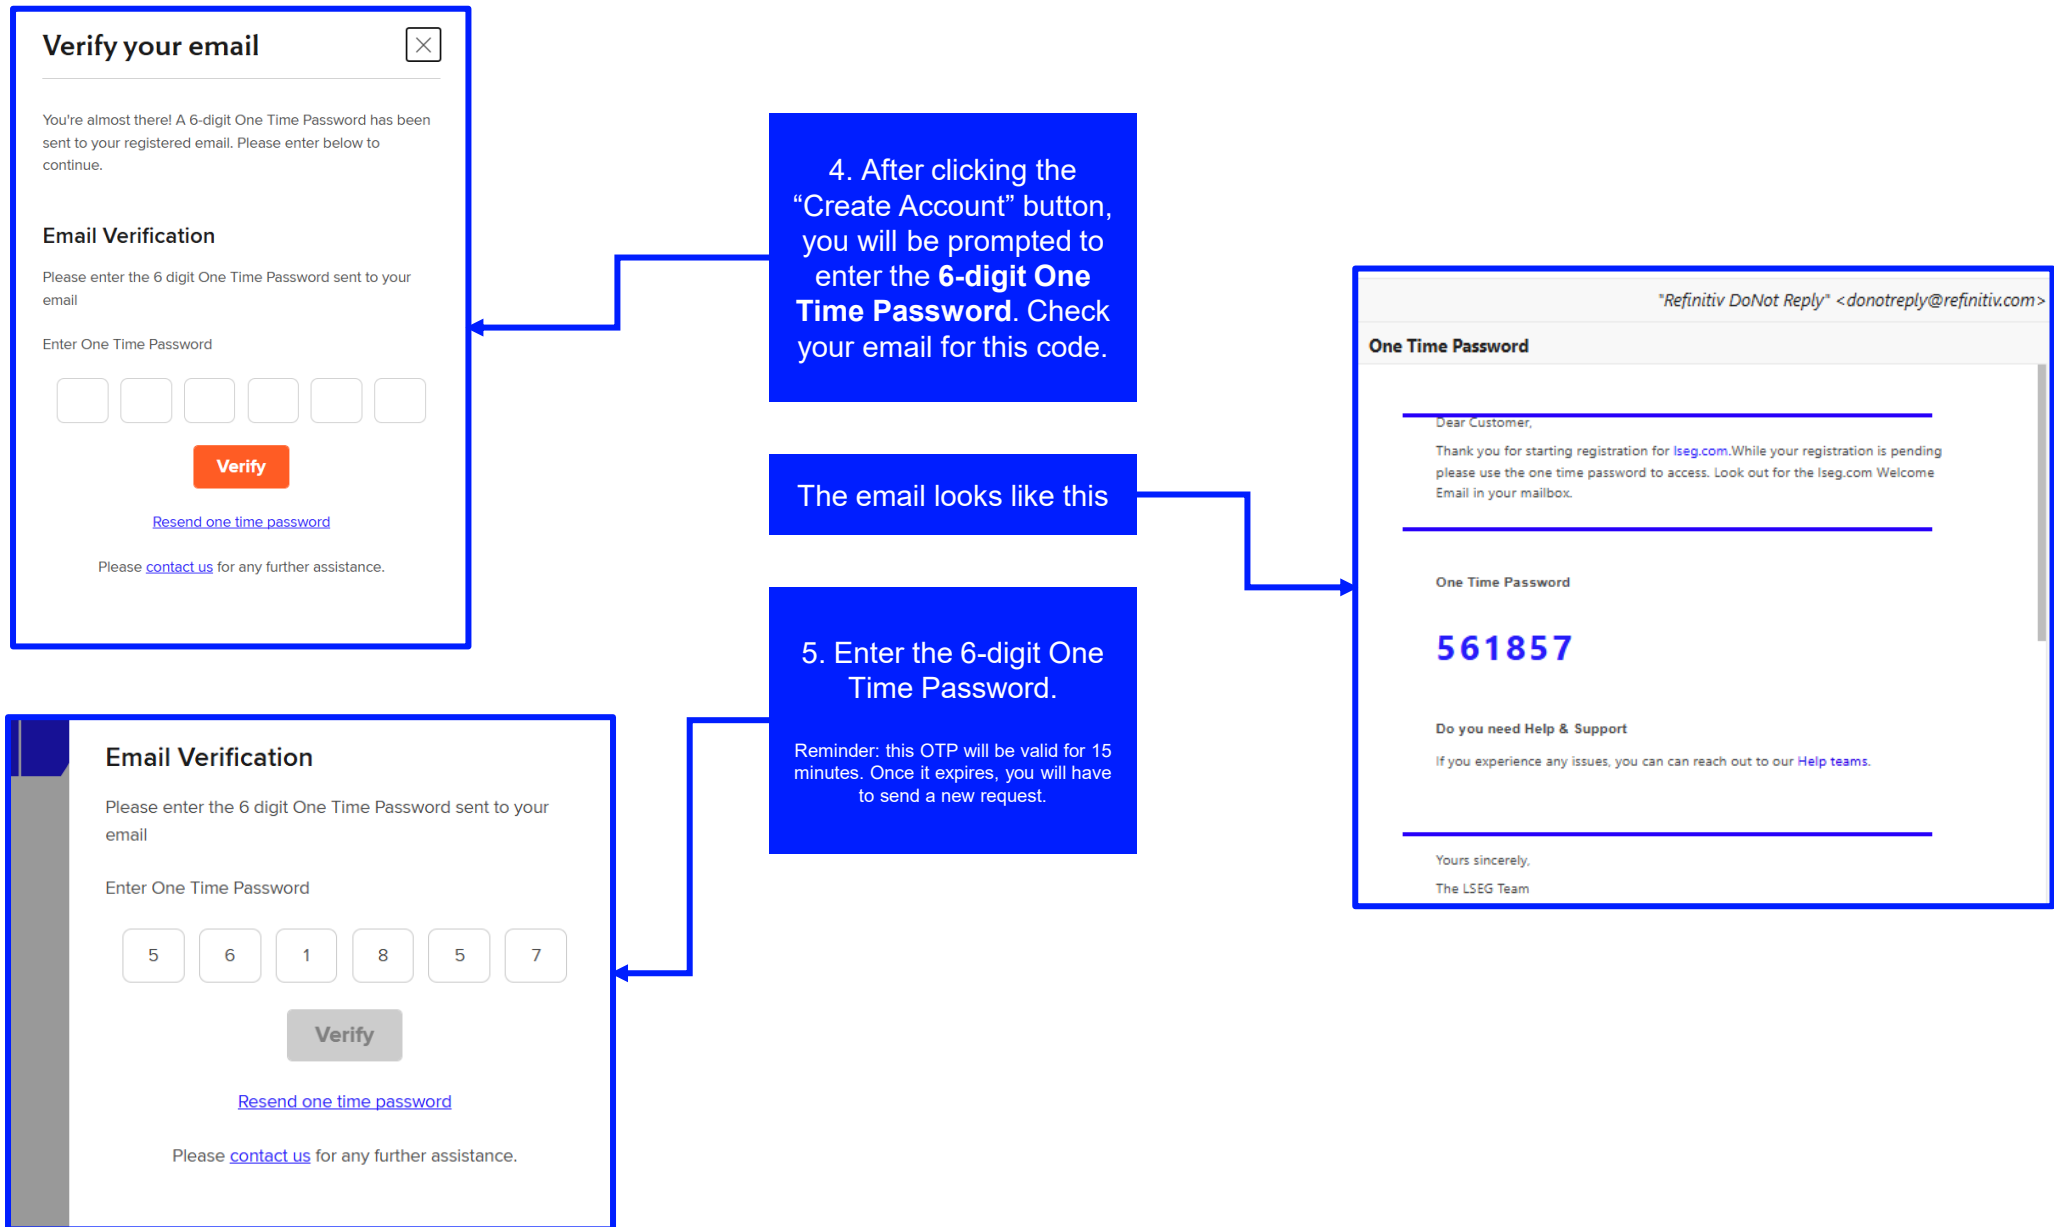 Verify your email
You're almost there! A 6-digit One Time Password has been
sent to your registered email. Please enter below to
continue.
Email Verification
Please enter the 6 digit One Time Password sent to your
email
Enter One Time Password
Verify
Resend one time password
Please contact us for any further assistance.
4. After clicking the
“Create Account” button,
you will be prompted to
enter the 6-digit One
Time Password. Check
your email for this code.
The email looks like this
"Refinitiv DoNot Reply" <donotreply@refinitiv.com>
One Time Password
Dear Customer,
Thank you for starting registration for lseg.com.While your registration is pending
please use the one time password to access. Look out for the lseg.com Welcome
Email in your mailbox.
One Time Password
561857
Do you need Help & Support
If you experience any issues, you can can reach out to our Help teams.
Yours sincerely,
The LSEG Team
5. Enter the 6-digit One
Time Password.
Reminder: this OTP will be valid for 15
minutes. Once it expires, you will have
to send a new request.
Email Verification
Please enter the 6 digit One Time Password sent to your
email
Enter One Time Password
5 6 1 8 5 7
Verify
Resend one time password
Please contact us for any further assistance.